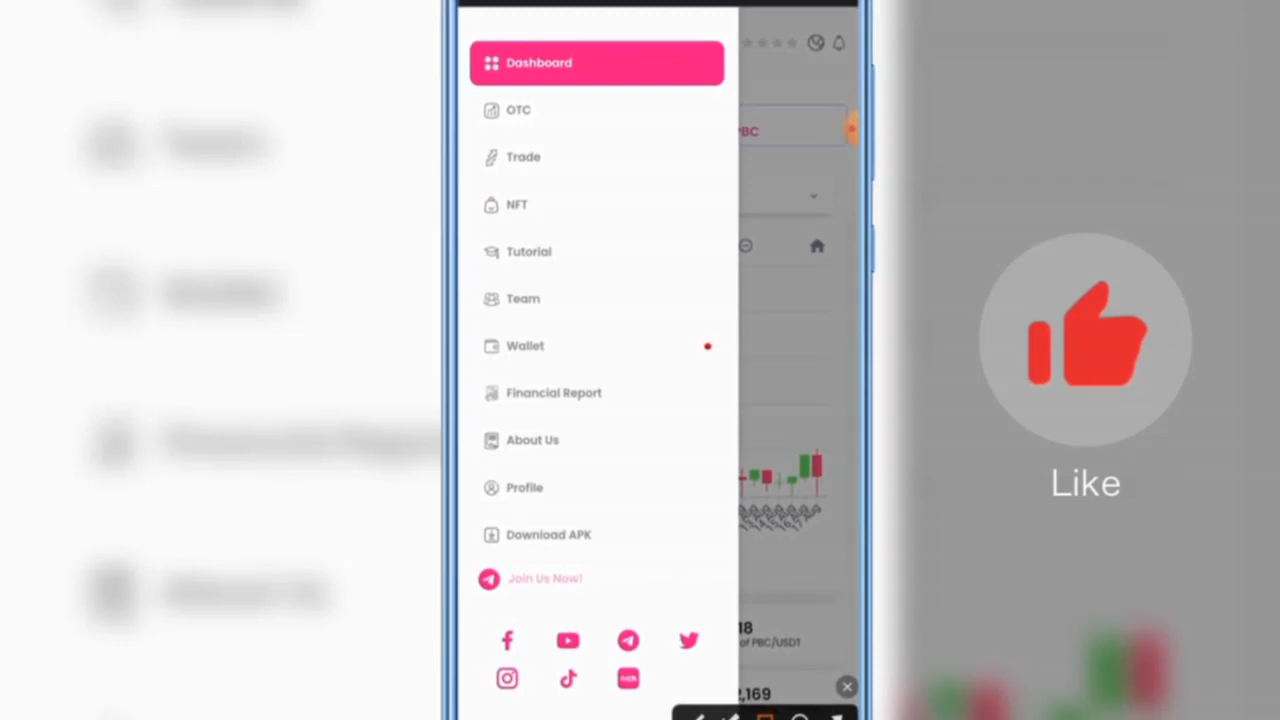 Dashboard
OTC
Trade
NFT
Tutorial
Team
Wallet
Financial Report
About Us
Profile
Download APK
Join Us Now!
PBC
18
of PBC/USDT
2,169
Like